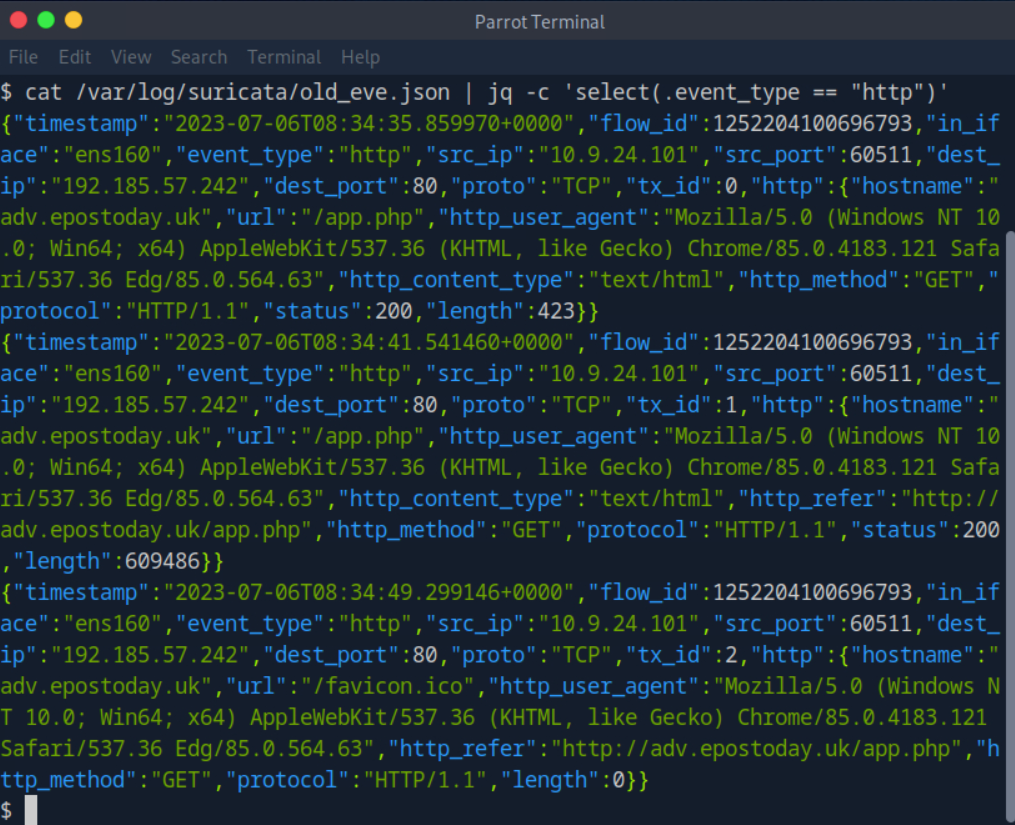 Parrot Terminal
File Edit View Search Terminal Help
$ cat /var/log/suricata/old_eve.json | jq -c 'select(.event_type == "http")'
{"timestamp":"2023-07-06T08:34:35.859970+0000","flow_id":1252204100696793,"in_if
ace":"ens160","event_type":"http","src_ip":"10.9.24.101","src_port":60511,"dest_
ip":"192.185.57.242","dest_port":80,"proto":"TCP","tx_id":0,"http":{"hostname":"
adv.epostoday.uk","url":"/app.php","http_user_agent":"Mozilla/5.0 (Windows NT 10
.0; Win64; x64) AppleWebKit/537.36 (KHTML, like Gecko) Chrome/85.0.4183.121 Safa
ri/537.36 Edg/85.0.564.63","http_content_type":"text/html","http_method":"GET","
protocol":"HTTP/1.1","status":200,"length":423}}
{"timestamp":"2023-07-06T08:34:41.541460+0000","flow_id":1252204100696793,"in_if
ace":"ens160","event_type":"http","src_ip":"10.9.24.101","src_port":60511,"dest_
ip":"192.185.57.242","dest_port":80,"proto":"TCP","tx_id":1,"http":{"hostname":"
adv.epostoday.uk","url":"/app.php","http_user_agent":"Mozilla/5.0 (Windows NT 10
.0; Win64; x64) AppleWebKit/537.36 (KHTML, like Gecko) Chrome/85.0.4183.121 Safa
ri/537.36 Edg/85.0.564.63","http_content_type":"text/html","http_refer":"http://
adv.epostoday.uk/app.php","http_method":"GET","protocol":"HTTP/1.1","status":200
,"length":609486}}
{"timestamp":"2023-07-06T08:34:49.299146+0000","flow_id":1252204100696793,"in_if
ace":"ens160","event_type":"http","src_ip":"10.9.24.101","src_port":60511,"dest_
ip":"192.185.57.242","dest_port":80,"proto":"TCP","tx_id":2,"http":{"hostname":"
adv.epostoday.uk","url":"/favicon.ico","http_user_agent":"Mozilla/5.0 (Windows N
T 10.0; Win64; x64) AppleWebKit/537.36 (KHTML, like Gecko) Chrome/85.0.4183.121 
Safari/537.36 Edg/85.0.564.63","http_refer":"http://adv.epostoday.uk/app.php","h
ttp_method":"GET","protocol":"HTTP/1.1","length":0}}
$